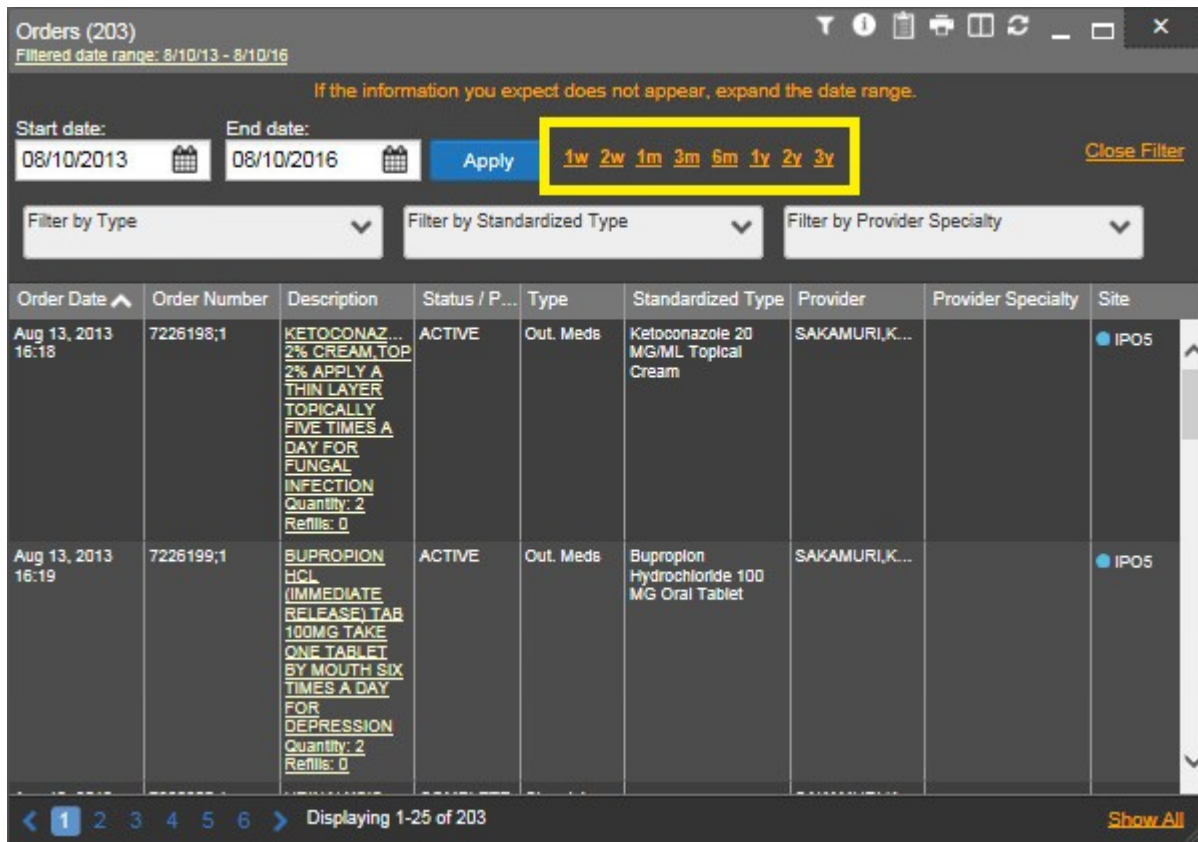 Orders (203)
Filtered date range: 8/10/13 - 8/10/16
If the information you expect does not appear, expand the date range.
Start date:
End date:
08/10/2013
08/10/2016
Apply
1w 2w 1m 3m 6m 1y 2y 3y
Close Filter
Filter by Type
Filter by Standardized Type
Filter by Provider Specialty
Order Date
Order Number
Description
Status / P...
Type
Standardized Type
Provider
Provider Specialty
Site
Aug 13, 2013
16:18
7226198;1
KETOCONAZ...
2% CREAM,TOP
2% APPLY A
THIN LAYER
TOPICALLY
FIVE TIMES A
DAY FOR
FUNGAL
INFECTION
Quantity: 2
Refills: 0
ACTIVE
Out. Meds
Ketoconazole 20
MG/ML Topical
Cream
SAKAMURI,K...
IPO5
Aug 13, 2013
16:19
7226199;1
BUPROPION
HCL
(IMMEDIATE
RELEASE) TAB
100MG TAKE
ONE TABLET
BY MOUTH SIX
TIMES A DAY
FOR
DEPRESSION
Quantity: 2
Refills: 0
ACTIVE
Out. Meds
Bupropion
Hydrochloride 100
MG Oral Tablet
SAKAMURI,K...
IPO5
1 2 3 4 5 6
Displaying 1-25 of 203
Show All